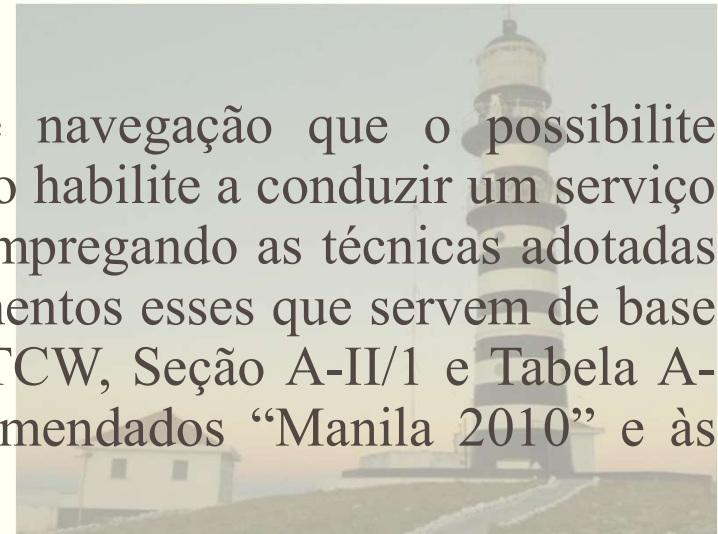 navegação que o possibilite
o habilite a conduzir um serviço
mpregando as técnicas adotadas
entos esses que servem de base
TCW, Seção A-II/1 e Tabela A-
mendados “Manila 2010” e às